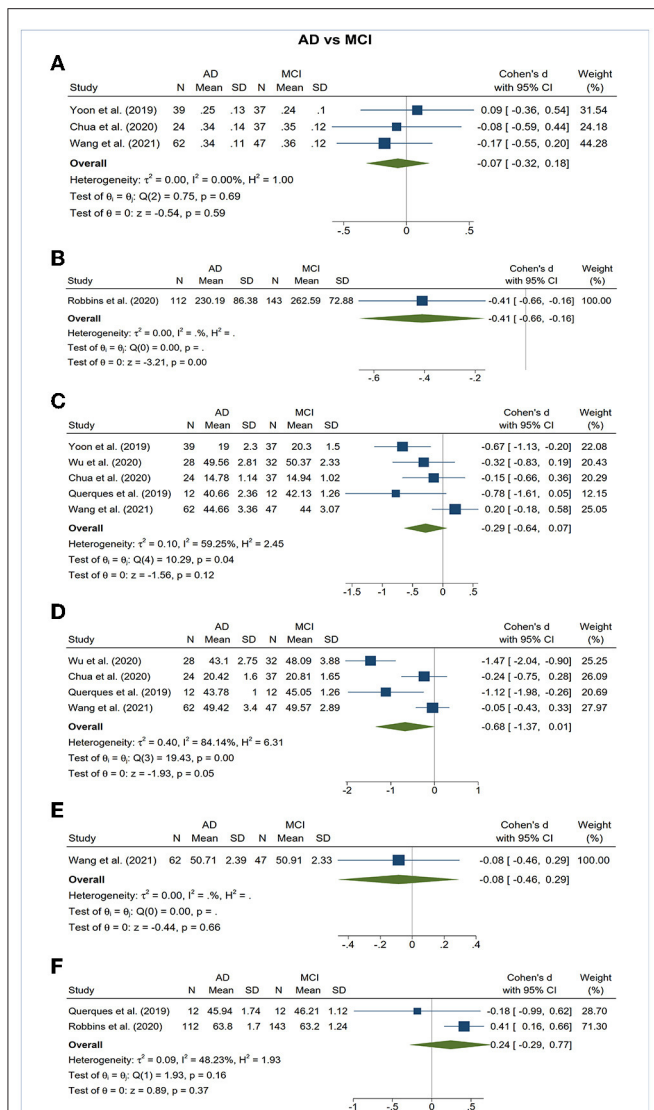 AD vs MCI
A
AD MCI Cohen's d Weight
Study N Mean SD N Mean SD with 95% CI (%)
Yoon et al. (2019) 39 .25 .13 37 .24 .1 0.09 [ -0.36, 0.54] 31.54
Chua et al. (2020) 24 .34 .14 37 .35 .12 -0.08 [ -0.59, 0.44] 24.18
Wang et al. (2021) 62 .34 .11 47 .36 .12 -0.17 [ -0.55, 0.20] 44.28
Overall -0.07 [ -0.32, 0.18]
Heterogeneity: τ² = 0.00, I² = 0.00%, H² = 1.00
Test of θi = θj: Q(2) = 0.75, p = 0.69
Test of θ = 0: z = -0.54, p = 0.59
-.5 0 .5
B
AD MCI Cohen's d Weight
Study N Mean SD N Mean SD with 95% CI (%)
Robbins et al. (2020) 112 230.19 86.38 143 262.59 72.88 -0.41 [ -0.66, -0.16] 100.00
Overall -0.41 [ -0.66, -0.16]
Heterogeneity: τ² = 0.00, I² = .%, H² = .
Test of θi = θj: Q(0) = 0.00, p = .
Test of θ = 0: z = -3.21, p = 0.00
-.6 -.4 -.2
C
AD MCI Cohen's d Weight
Study N Mean SD N Mean SD with 95% CI (%)
Yoon et al. (2019) 39 19 2.3 37 20.3 1.5 -0.67 [ -1.13, -0.20] 22.08
Wu et al. (2020) 28 49.56 2.81 32 50.37 2.33 -0.32 [ -0.83, 0.19] 20.43
Chua et al. (2020) 24 14.78 1.14 37 14.94 1.02 -0.15 [ -0.66, 0.36] 20.29
Querques et al. (2019) 12 40.66 2.36 12 42.13 1.26 -0.78 [ -1.61, 0.05] 12.15
Wang et al. (2021) 62 44.66 3.36 47 44 3.07 0.20 [ -0.18, 0.58] 25.05
Overall -0.29 [ -0.64, 0.07]
Heterogeneity: τ² = 0.10, I² = 59.25%, H² = 2.45
Test of θi = θj: Q(4) = 10.29, p = 0.04
Test of θ = 0: z = -1.56, p = 0.12
-1.5 -1 -.5 0 .5
D
AD MCI Cohen's d Weight
Study N Mean SD N Mean SD with 95% CI (%)
Wu et al. (2020) 28 43.1 2.75 32 48.09 3.88 -1.47 [ -2.04, -0.90] 25.25
Chua et al. (2020) 24 20.42 1.6 37 20.81 1.65 -0.24 [ -0.75, 0.28] 26.09
Querques et al. (2019) 12 43.78 1 12 45.05 1.26 -1.12 [ -1.98, -0.26] 20.69
Wang et al. (2021) 62 49.42 3.4 47 49.57 2.89 -0.05 [ -0.43, 0.33] 27.97
Overall -0.68 [ -1.37, 0.01]
Heterogeneity: τ² = 0.40, I² = 84.14%, H² = 6.31
Test of θi = θj: Q(3) = 19.43, p = 0.00
Test of θ = 0: z = -1.93, p = 0.05
-2 -1 0 1
E
AD MCI Cohen's d Weight
Study N Mean SD N Mean SD with 95% CI (%)
Wang et al. (2021) 62 50.71 2.39 47 50.91 2.33 -0.08 [ -0.46, 0.29] 100.00
Overall -0.08 [ -0.46, 0.29]
Heterogeneity: τ² = 0.00, I² = .%, H² = .
Test of θi = θj: Q(0) = 0.00, p = .
Test of θ = 0: z = -0.44, p = 0.66
-.4 -.2 0 .2 .4
F
AD MCI Cohen's d Weight
Study N Mean SD N Mean SD with 95% CI (%)
Querques et al. (2019) 12 45.94 1.74 12 46.21 1.12 -0.18 [ -0.99, 0.62] 28.70
Robbins et al. (2020) 112 63.8 1.7 143 63.2 1.24 0.41 [ 0.16, 0.66] 71.30
Overall 0.24 [ -0.29, 0.77]
Heterogeneity: τ² = 0.09, I² = 48.23%, H² = 1.93
Test of θi = θj: Q(1) = 1.93, p = 0.16
Test of θ = 0: z = 0.89, p = 0.37
-1 -.5 0 .5 1